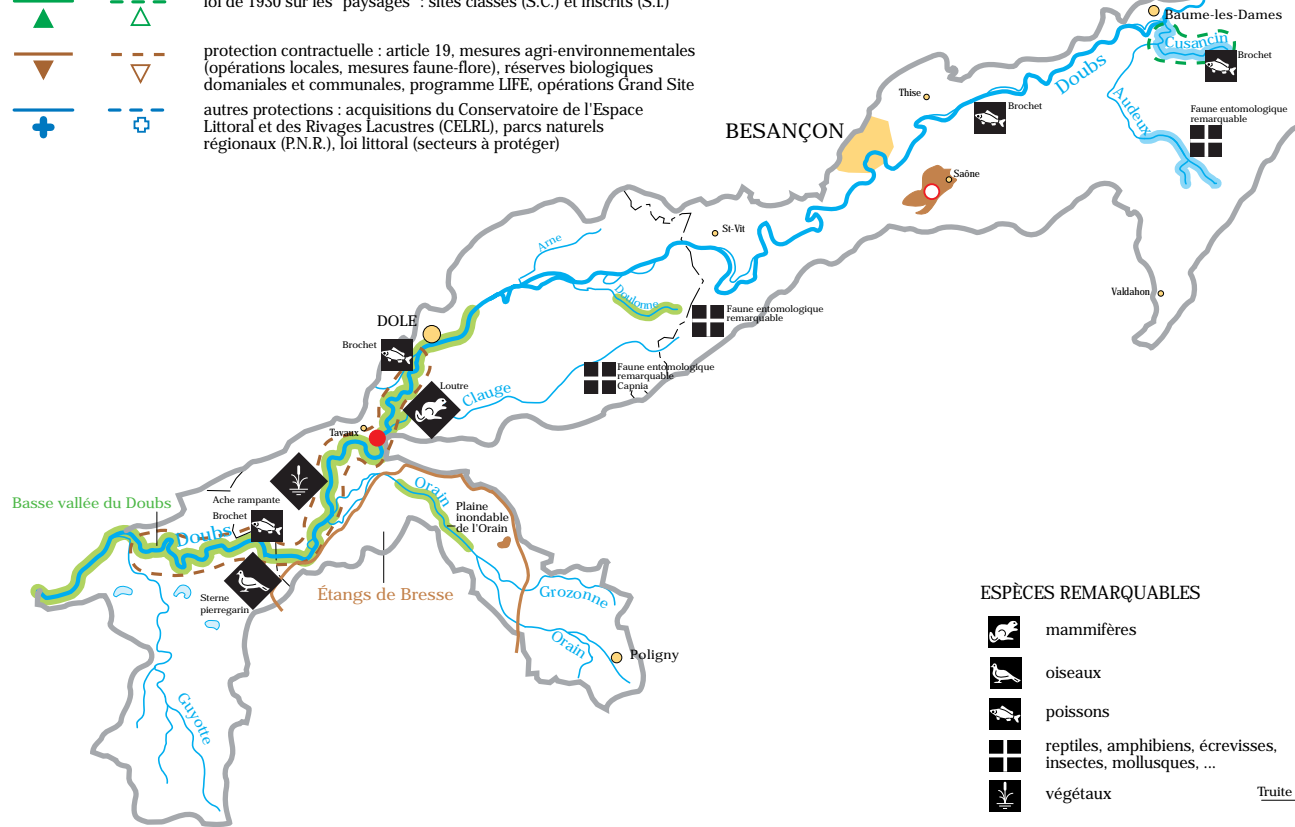 loi de 1930 sur les "paysages" : sites classés (S.C.) et inscrits (S.I.)
protection contractuelle : article 19, mesures agri-environnementales
(opérations locales, mesures faune-flore), réserves biologiques
domaniales et communales, programme LIFE, opérations Grand Site
autres protections : acquisitions du Conservatoire de l'Espace
Littoral et des Rivages Lacustres (CELRL), parcs naturels
régionaux (P.N.R.), loi littoral (secteurs à protéger)
Baume-les-Dames
Cusancin
Brochet
Doubs
Audeux
Thise
Brochet
Faune entomologique
remarquable
BESANÇON
Saône
St-Vit
Arne
Doulonne
Valdahon
Faune entomologique
remarquable
DOLE
Brochet
Faune entomologique
remarquable
Capnia
Loutre
Clauge
Tavaux
Basse vallée du Doubs
Ache rampante
Brochet
Doubs
Orain
Plaine
inondable
de l'Orain
Sterne
pierregarin
Étangs de Bresse
Grozonne
Orain
Poligny
Guyotte
ESPÈCES REMARQUABLES
mammifères
oiseaux
poissons
reptiles, amphibiens, écrevisses,
insectes, mollusques, ...
végétaux
Truite